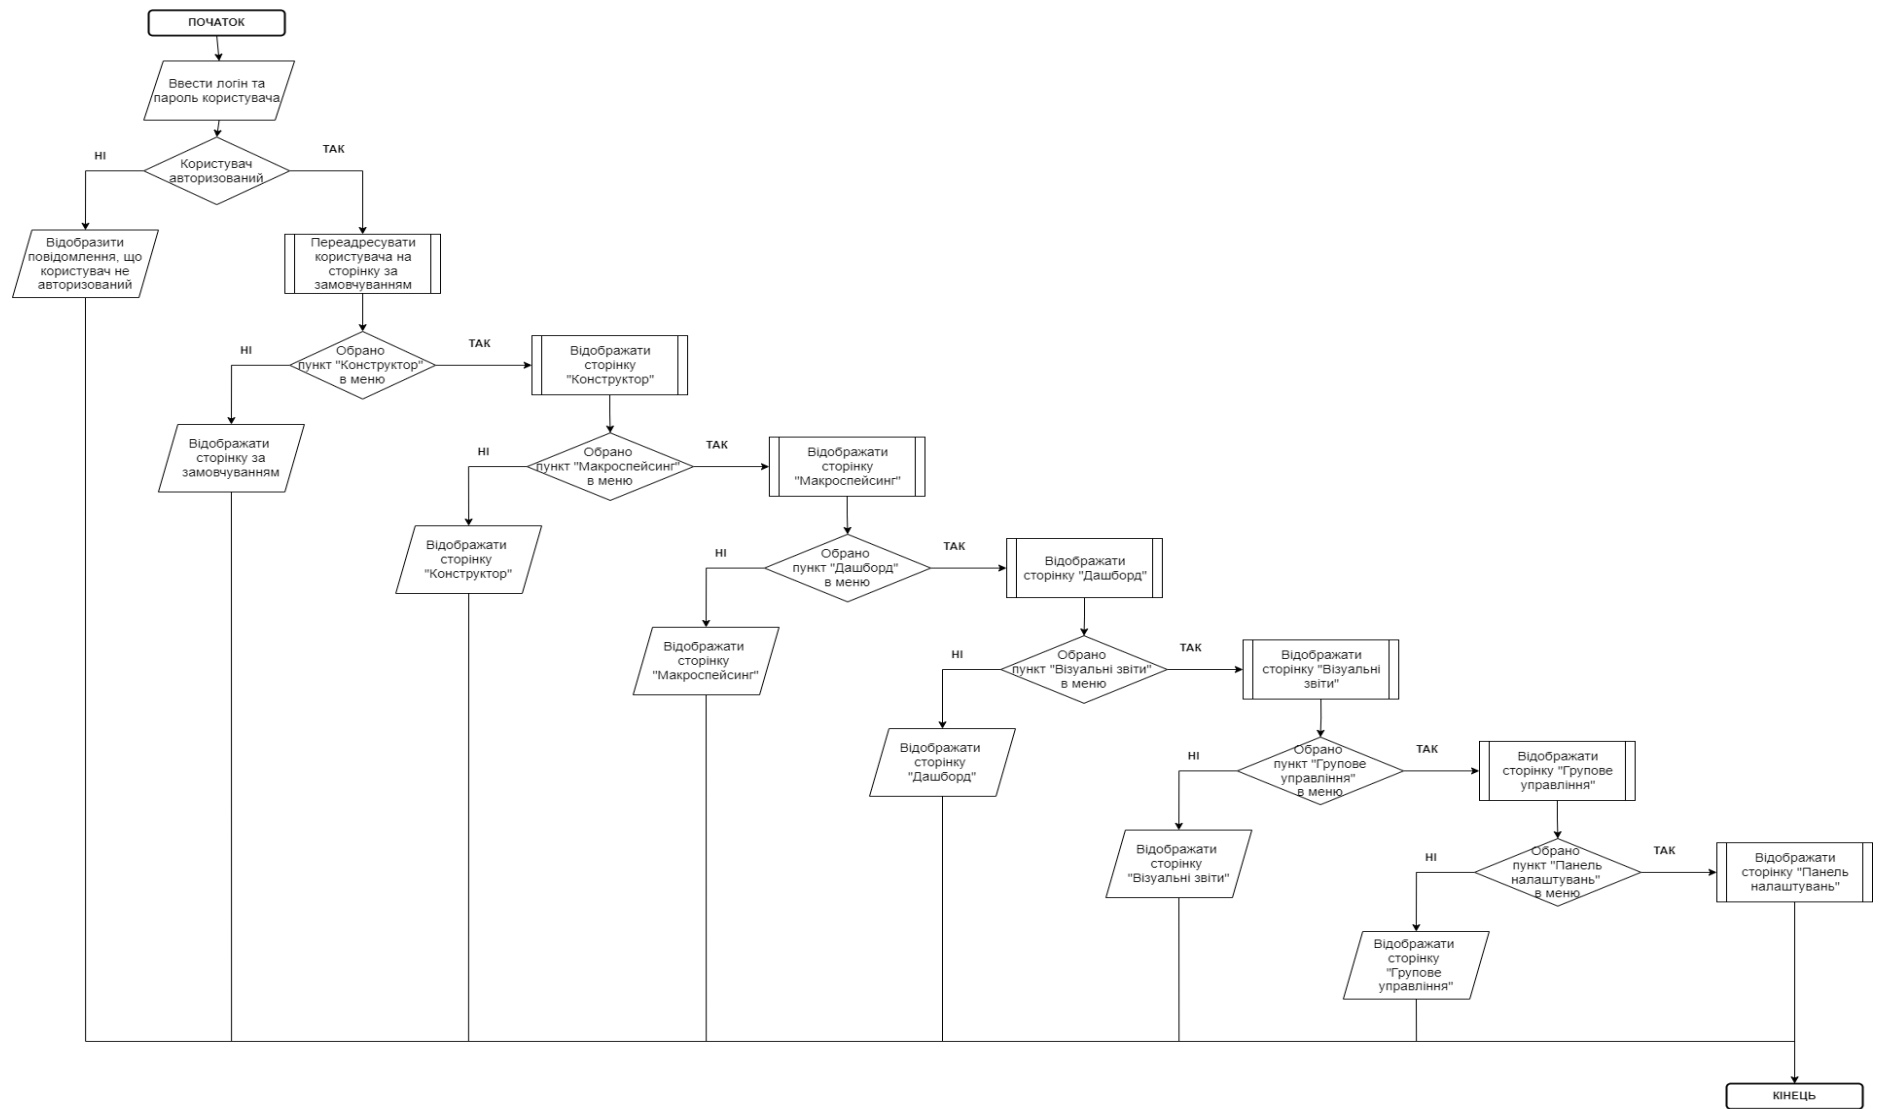 ПОЧАТОК
Ввести логін та
пароль користувача
НІ
ТАК
Користувач
авторизований
Відобразити
повідомлення, що
користувач не
авторизований
Переадресувати
користувача на
сторінку за
замовчуванням
НІ
ТАК
Обрано
пункт "Конструктор"
в меню
Відображати
сторінку
"Конструктор"
Відображати
сторінку за
замовчуванням
НІ
ТАК
Обрано
пункт "Макроспейсинг"
в меню
Відображати
сторінку
"Макроспейсинг"
Відображати
сторінку
"Конструктор"
НІ
ТАК
Обрано
пункт "Дашборд"
в меню
Відображати
сторінку "Дашборд"
Відображати
сторінку
"Макроспейсинг"
НІ
ТАК
Обрано
пункт "Візуальні звіти"
в меню
Відображати
сторінку "Візуальні
звіти"
Відображати
сторінку
"Дашборд"
НІ
ТАК
Обрано
пункт "Групове
управління"
в меню
Відображати
сторінку "Групове
управління"
Відображати
сторінку
"Візуальні звіти"
НІ
ТАК
Обрано
пункт "Панель
налаштувань"
в меню
Відображати
сторінку "Панель
налаштувань"
Відображати
сторінку
"Групове
управління"
КІНЕЦЬ